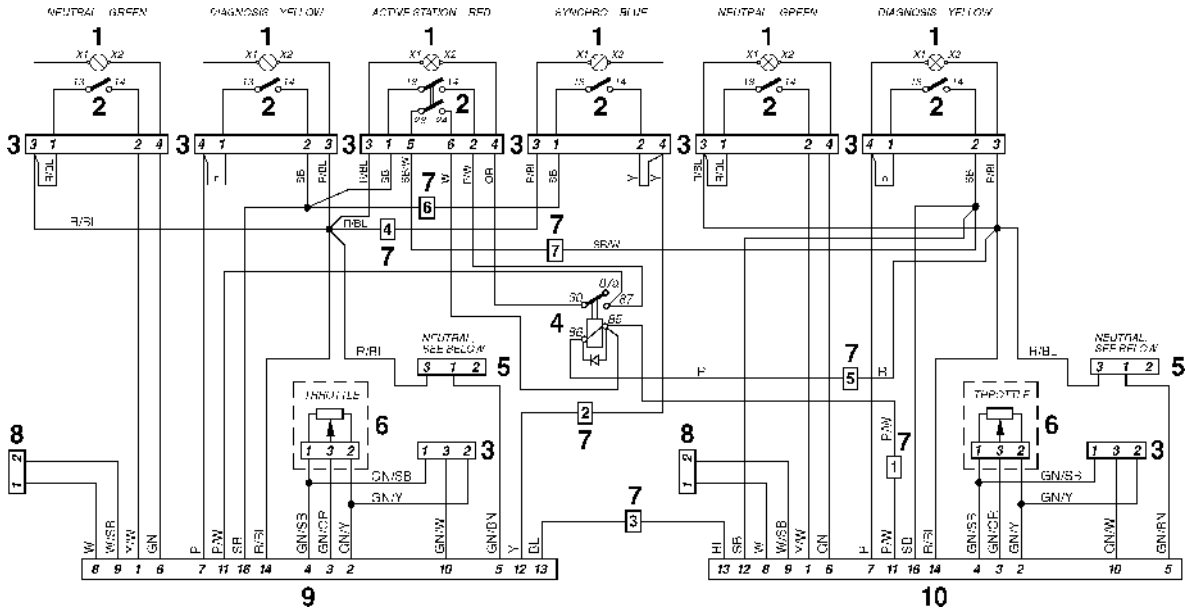 NEUTRAL GREEN DIAGNOSIS YELLOW ACTIVE STATION RED SYNCHRO BLUE NEUTRAL GREEN DIAGNOSIS YELLOW
1 1 1 1 1 1
X1 X2 X1 X2 X1 X2 X1 X2 X1 X2 X1 X2
13 14 13 14 13 14 13 14 13 14 13 14
2 2 2 2 2 2
23 24
3 3 1 2 4 3 4 1 2 3 3 3 1 5 6 2 4 3 3 1 2 4 3 3 1 2 4 3 4 1 2 3
R/BL SB R/BL R/BL SB SB/W W P/W OR R/BL SB Y Y R/BL R/BL SB R/BL
7
6
R/BL R/BL 4
7
7
7 SB/W
30 87
4 86 85
R/BL NEUTRAL, SEE BELOW
3 1 2 5
R 5 R
7
R/BL NEUTRAL, SEE BELOW
3 1 2 5
THROTTLE 6
1 3 2
2
7
P/W 7
1
THROTTLE 6
1 3 2
8 2 1
1 3 2 3
GN/SB
GN/Y
7
3
8 2 1
1 3 2 3
GN/SB
GN/Y
W W/SB Y/W GN P P/W SB R/BL GN/SB GN/OR GN/Y GN/W GN/BN Y BL
8 9 1 6 7 11 16 14 4 3 2 10 5 12 13
9
BL SB W W/SB Y/W GN P P/W SB R/BL GN/SB GN/OR GN/Y GN/W GN/BN
13 12 8 9 1 6 7 11 16 14 4 3 2 10 5
10